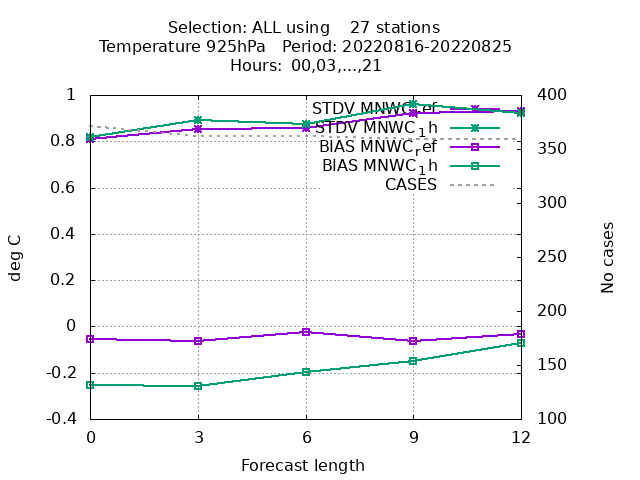 Selection: ALL using    27 stations
Temperature 925hPa   Period: 20220816-20220825
Hours:  00,03,...,21
1
0.8
0.6
0.4
0.2
0
-0.2
-0.4
deg C
400
350
300
250
200
150
100
No cases
STDV MNWC_ref
STDV MNWC_1h
BIAS MNWC_ref
BIAS MNWC_1h
CASES
0 3 6 9 12
Forecast length